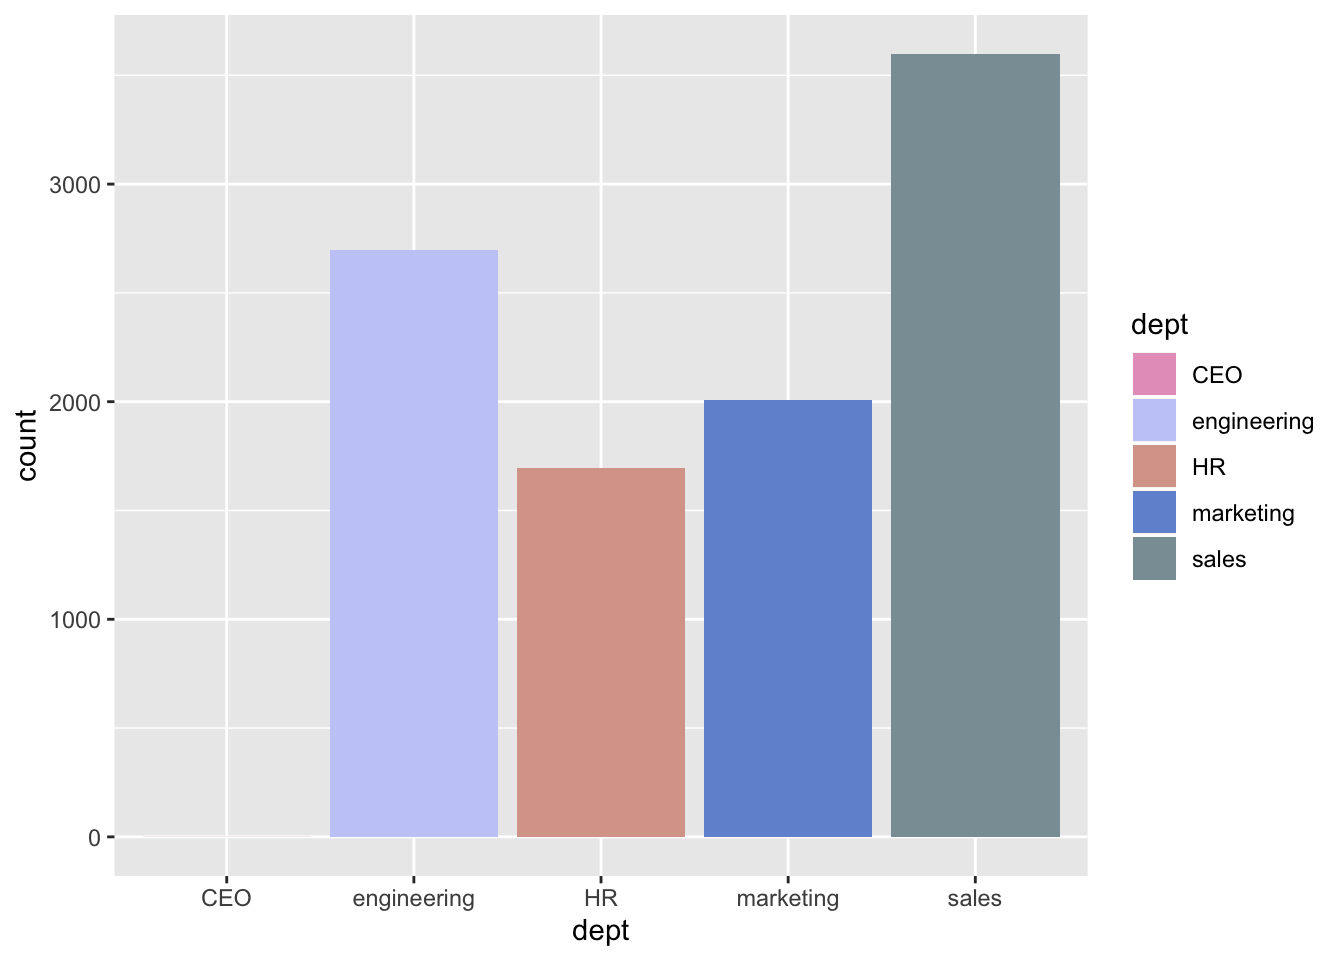 3000
2000
1000
0
count
CEO engineering HR marketing sales
dept
dept
CEO
engineering
HR
marketing
sales